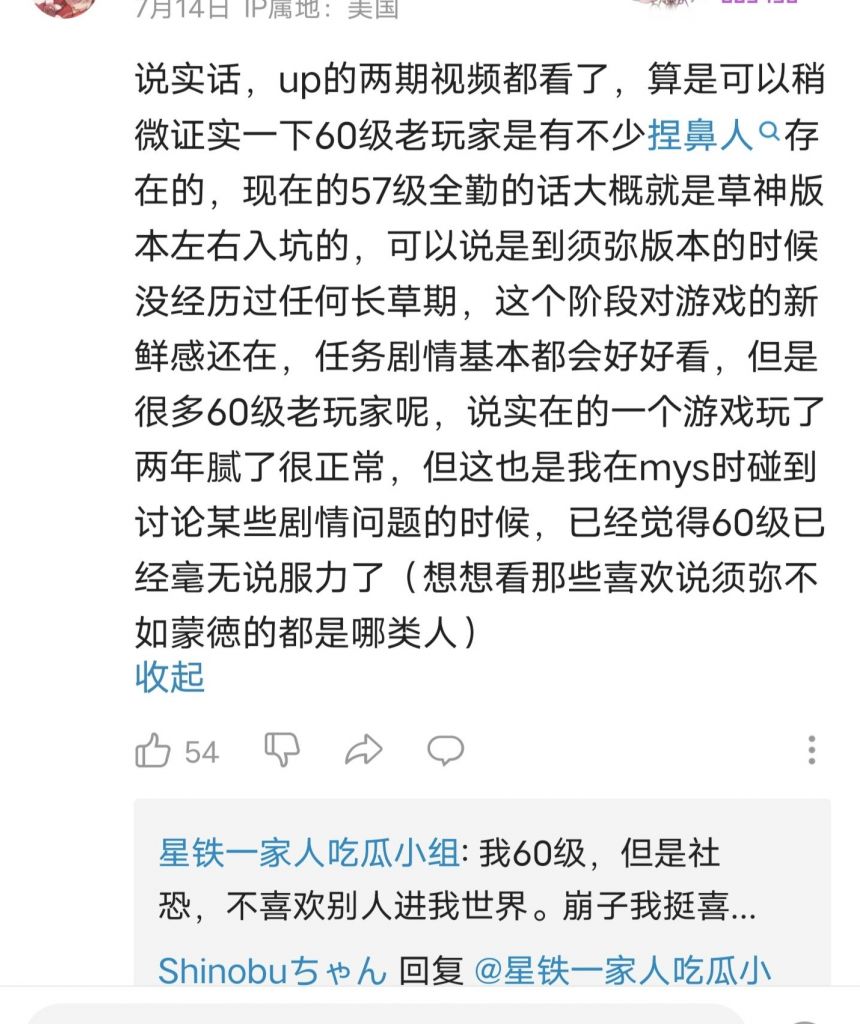 7月14日 IP属地：美国
说实话，up的两期视频都看了，算是可以稍
微证实一下60级老玩家是有不少捏鼻人存
在的，现在的57级全勤的话大概就是草神版
本左右入坑的，可以说是到须弥版本的时候
没经历过任何长草期，这个阶段对游戏的新
鲜感还在，任务剧情基本都会好好看，但是
很多60级老玩家呢，说实在的一个游戏玩了
两年腻了很正常，但这也是我在mys时碰到
讨论某些剧情问题的时候，已经觉得60级已
经毫无说服力了（想想看那些喜欢说须弥不
如蒙德的都是哪类人）
收起
54
星铁一家人吃瓜小组: 我60级，但是社
恐，不喜欢别人进我世界。崩子我挺喜...
Shinobuちゃん 回复 @星铁一家人吃瓜小